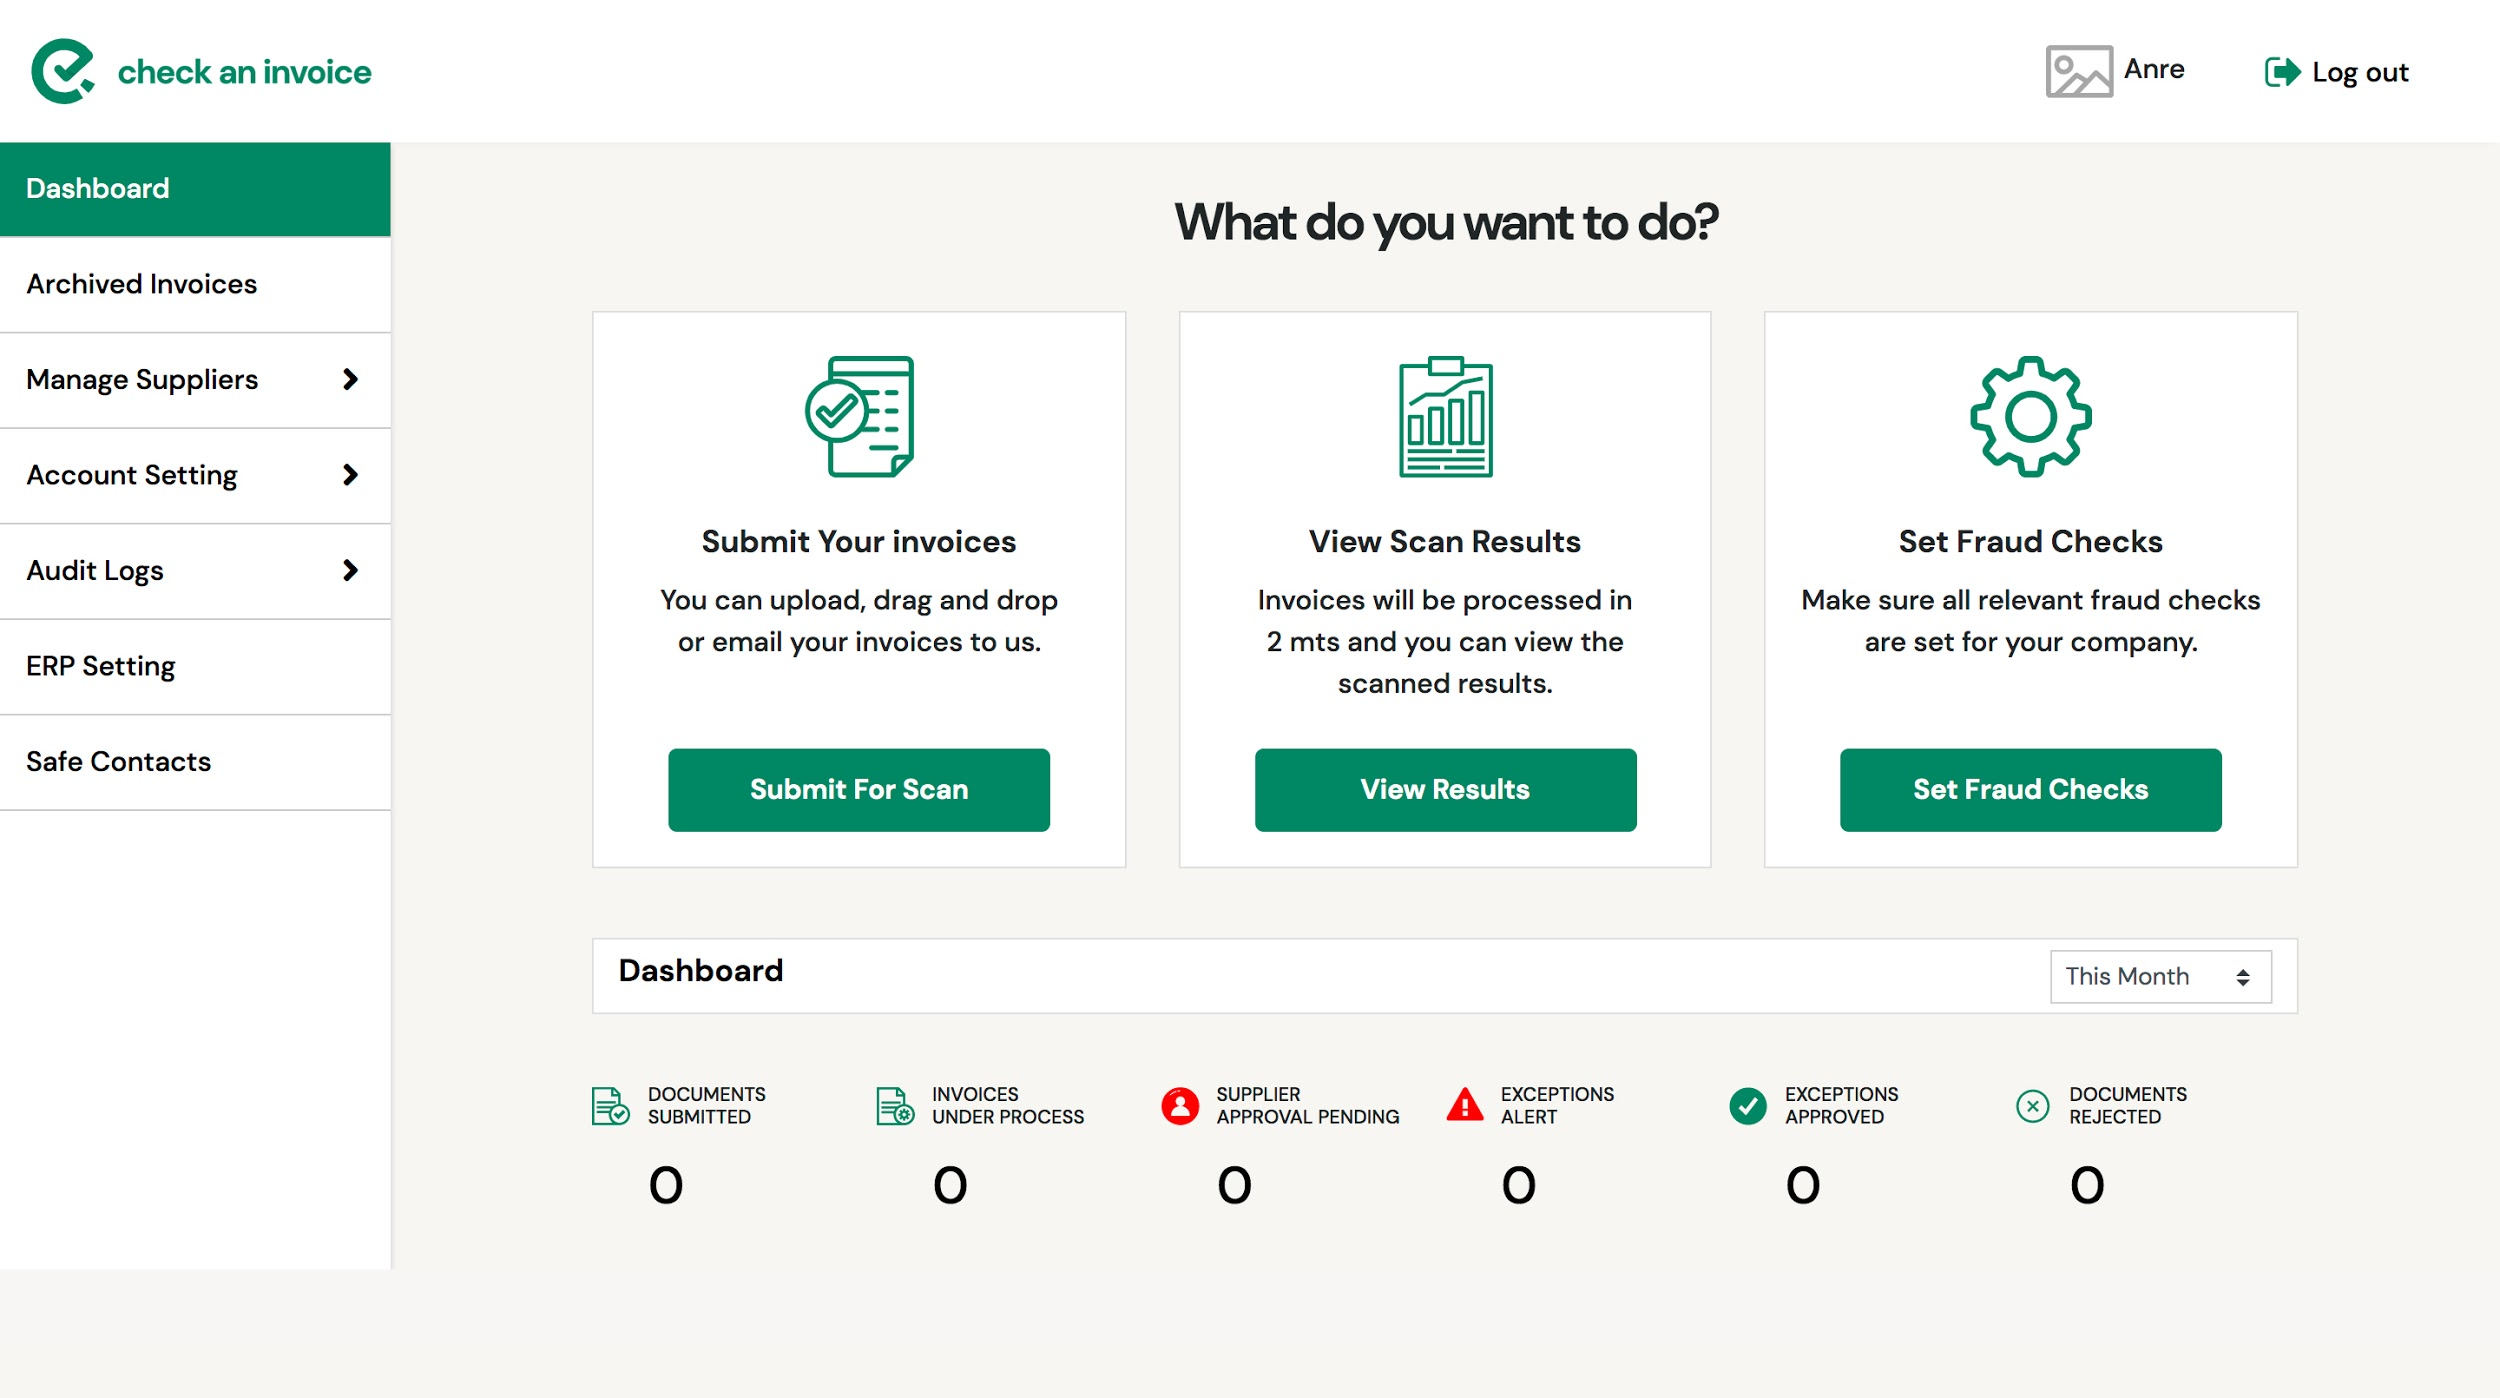 check an invoice
Anre
Log out
Dashboard
Archived Invoices
Manage Suppliers
Account Setting
Audit Logs
ERP Setting
Safe Contacts
What do you want to do?
Submit Your invoices
You can upload, drag and drop
or email your invoices to us.
Submit For Scan
View Scan Results
Invoices will be processed in
2 mts and you can view the
scanned results.
View Results
Set Fraud Checks
Make sure all relevant fraud checks
are set for your company.
Set Fraud Checks
Dashboard
This Month
DOCUMENTS
SUBMITTED
0
INVOICES
UNDER PROCESS
0
SUPPLIER
APPROVAL PENDING
0
EXCEPTIONS
ALERT
0
EXCEPTIONS
APPROVED
0
DOCUMENTS
REJECTED
0